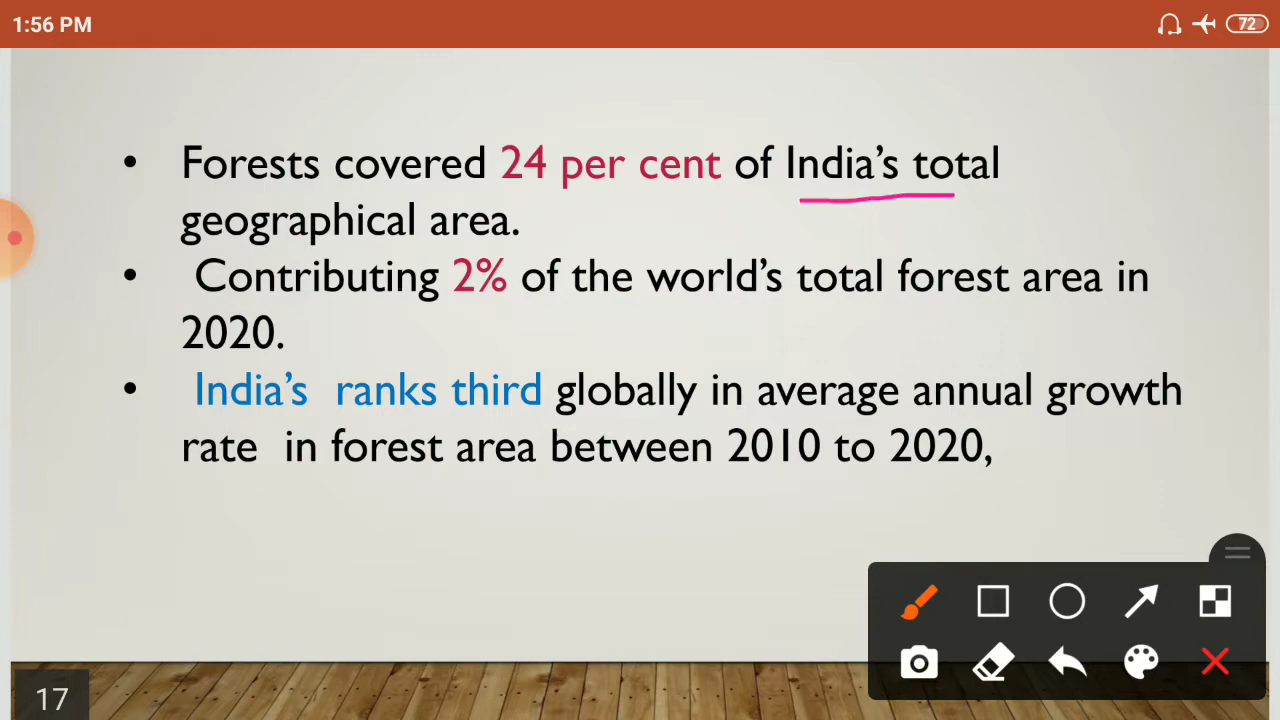 1:56 PM
72
• Forests covered 24 per cent of India's total
geographical area.
• Contributing 2% of the world's total forest area in
2020.
• India's ranks third globally in average annual growth
rate in forest area between 2010 to 2020,
17